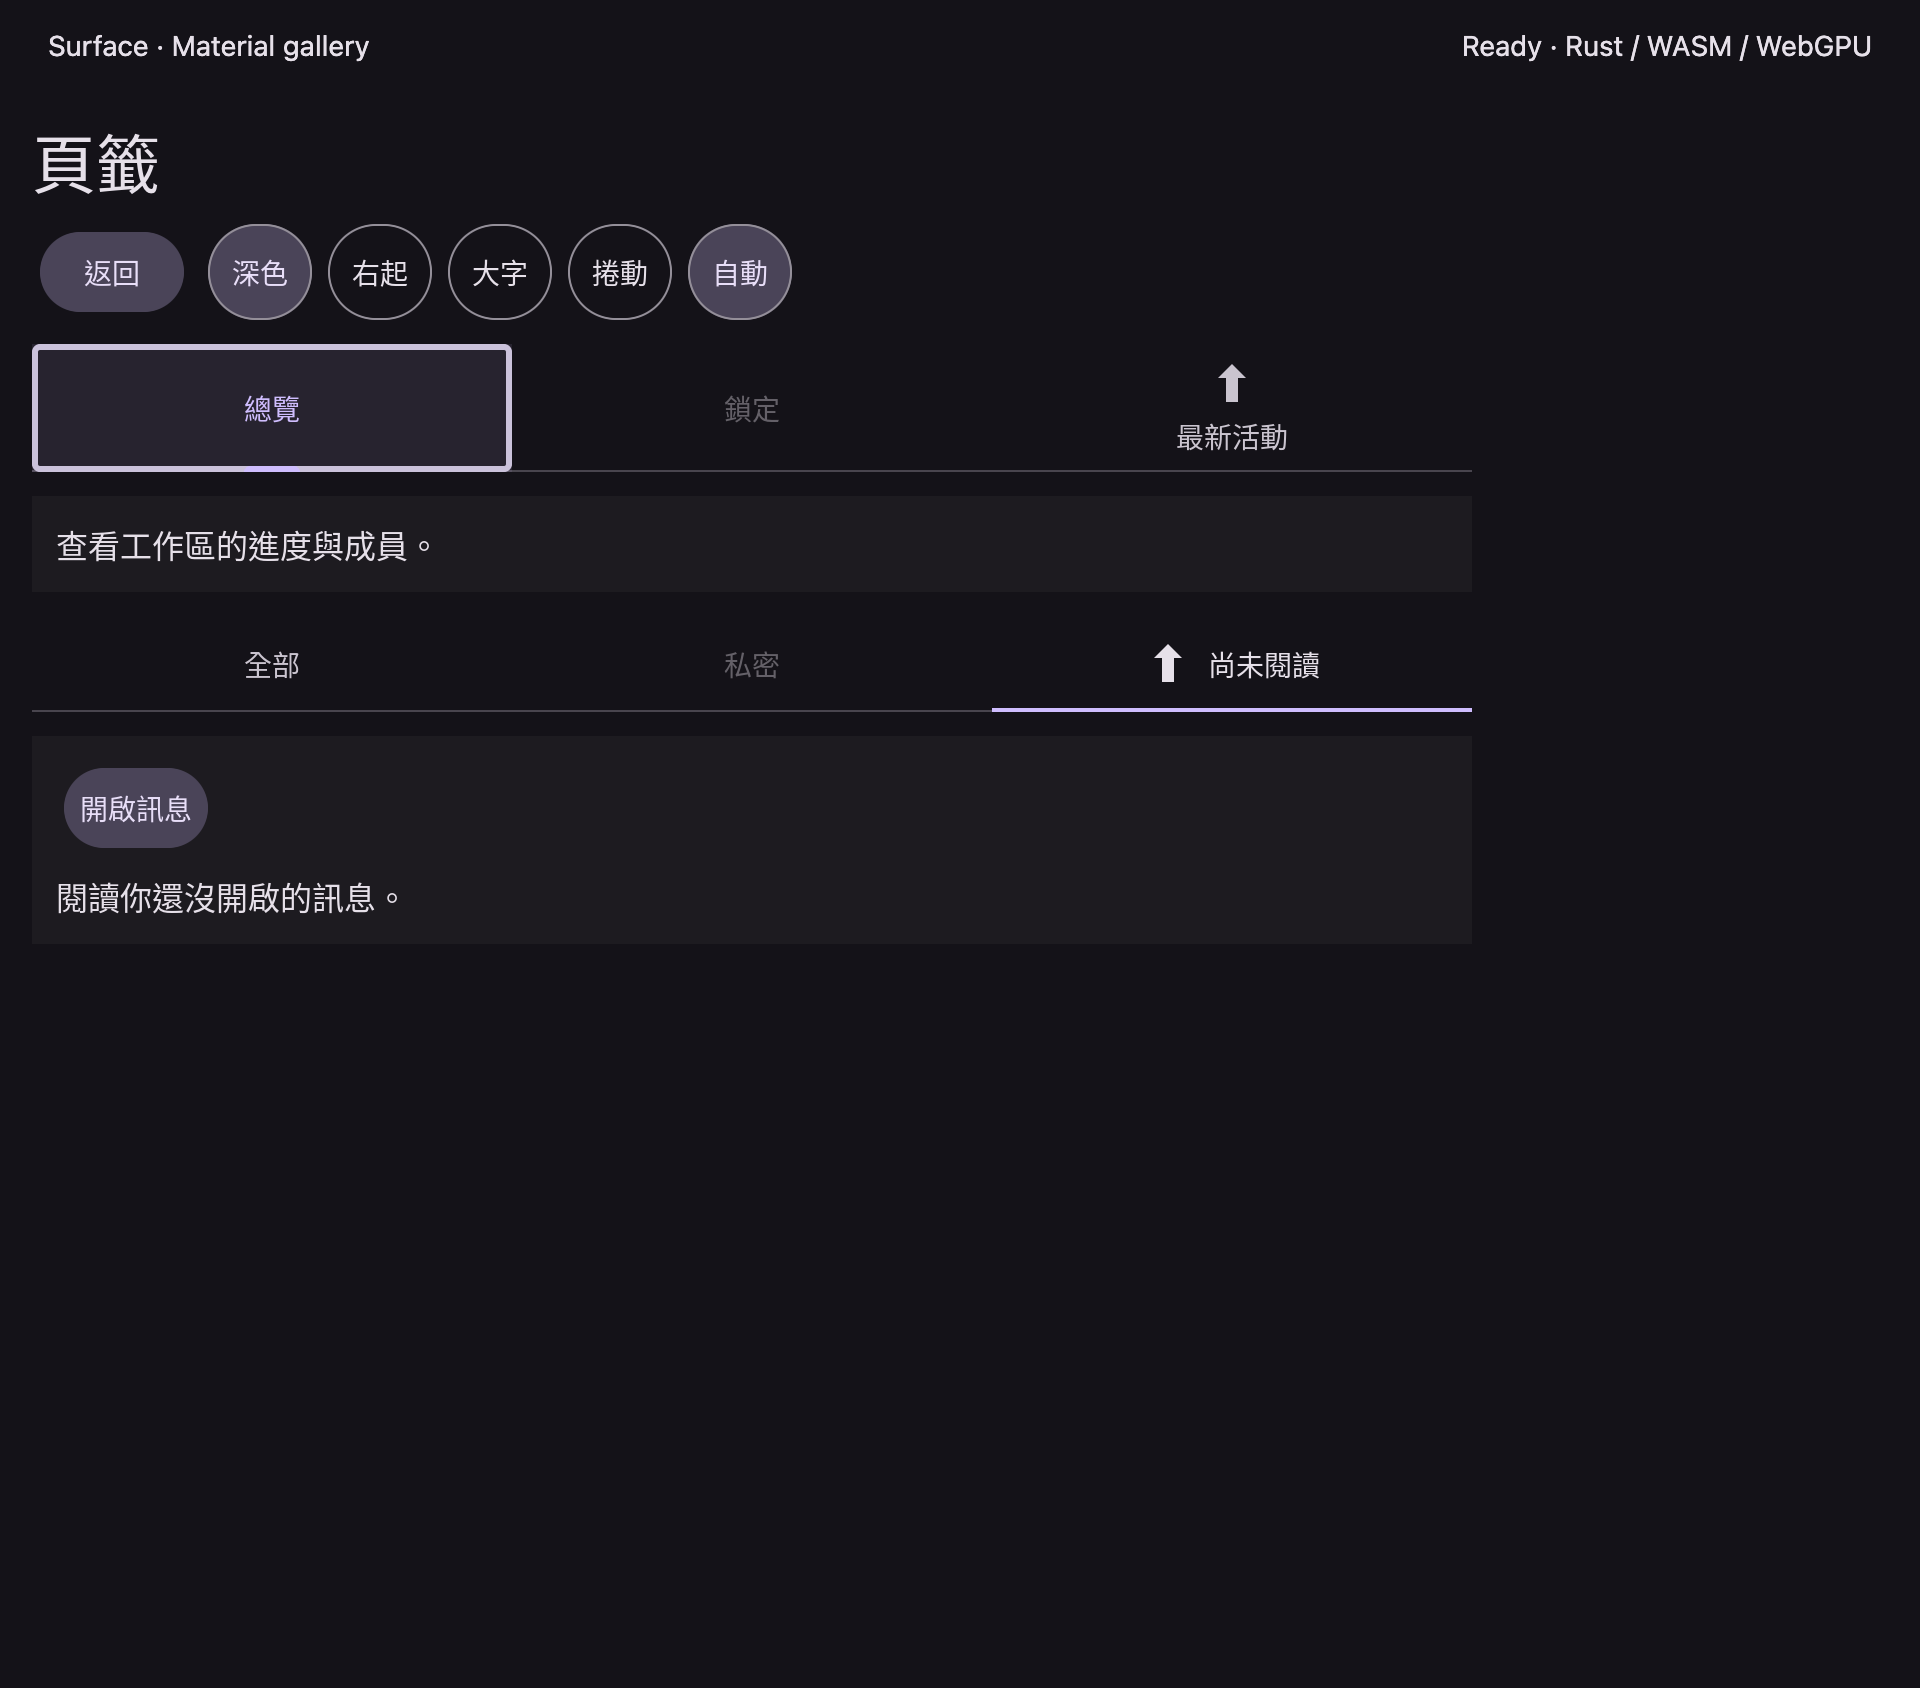 Surface · Material gallery
Ready · Rust / WASM / WebGPU
頁籤
返回 深色 右起 大字 捲動 自動
總覽 鎖定 最新活動
查看工作區的進度與成員。
全部 私密 尚未閱讀
開啟訊息
閱讀你還沒開啟的訊息。